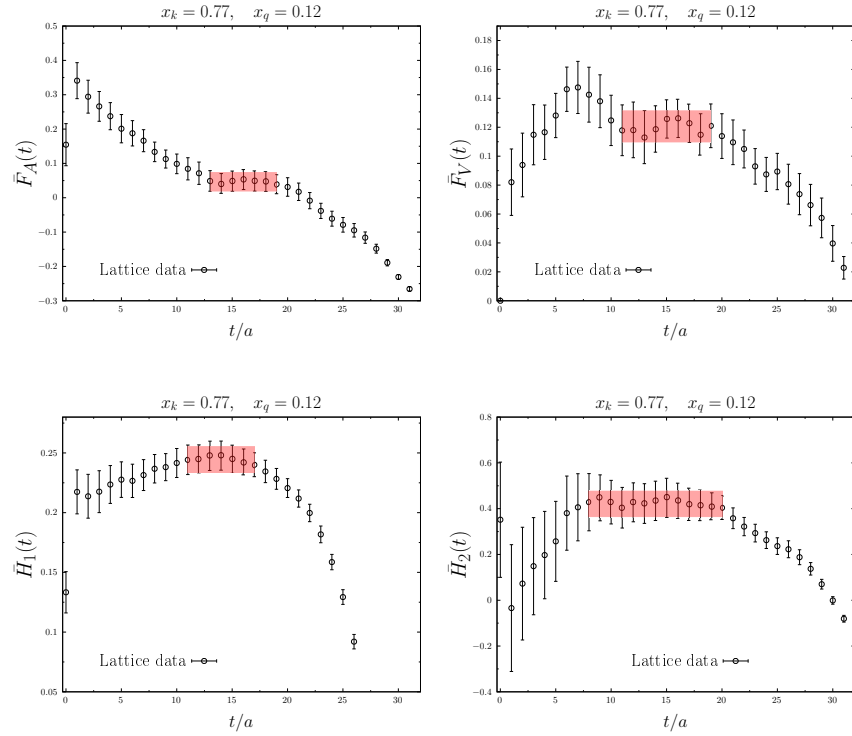 x_k = 0.77, x_q = 0.12
F̄_A(t)
0.5
0.4
0.3
0.2
0.1
0
−0.1
−0.2
−0.3
Lattice data
0 5 10 15 20 25 30
t/a
x_k = 0.77, x_q = 0.12
F̄_V(t)
0.18
0.16
0.14
0.12
0.1
0.08
0.06
0.04
0.02
0
Lattice data
0 5 10 15 20 25 30
t/a
x_k = 0.77, x_q = 0.12
H̄_1(t)
0.25
0.2
0.15
0.1
0.05
Lattice data
0 5 10 15 20 25 30
t/a
x_k = 0.77, x_q = 0.12
H̄_2(t)
0.8
0.6
0.4
0.2
0
−0.2
−0.4
Lattice data
0 5 10 15 20 25 30
t/a